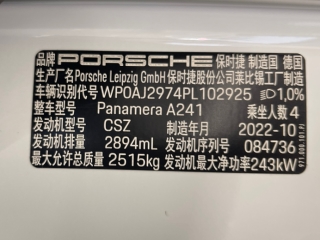 品牌 PORSCHE 保时捷 制造国 德国
生产厂名Porsche Leipzig GmbH保时捷股份公司莱比锡工厂制造
车辆识别代号 WP0AJ2974PL102925 1,0%
整车型号 Panamera A241 乘坐人数 4
发动机型号 CSZ 制造年月 2022-10
发动机排量 2894mL 发动机序列号 084736
最大允许总质量 2515kg 发动机最大净功率243kW